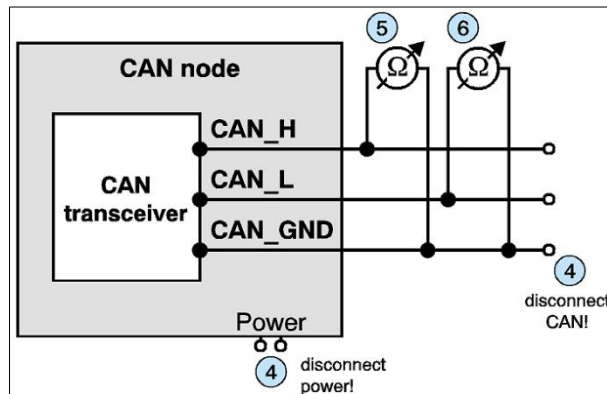 5
6
Ω
Ω
CAN node
CAN_H
CAN
transceiver
CAN_L
CAN_GND
4
disconnect
CAN!
Power
4
disconnect
power!